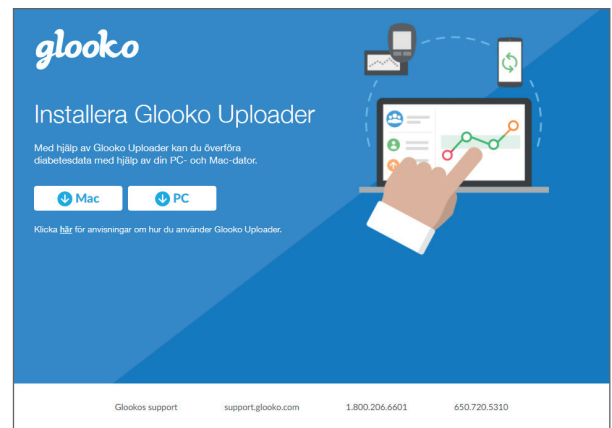 glooko
Installera Glooko Uploader
Med hjälp av Glooko Uploader kan du överföra
diabetesdata med hjälp av din PC- och Mac-dator.
Mac PC
Klicka här för anvisningar om hur du använder Glooko Uploader.
Glookos support support.glooko.com 1.800.206.6601 650.720.5310